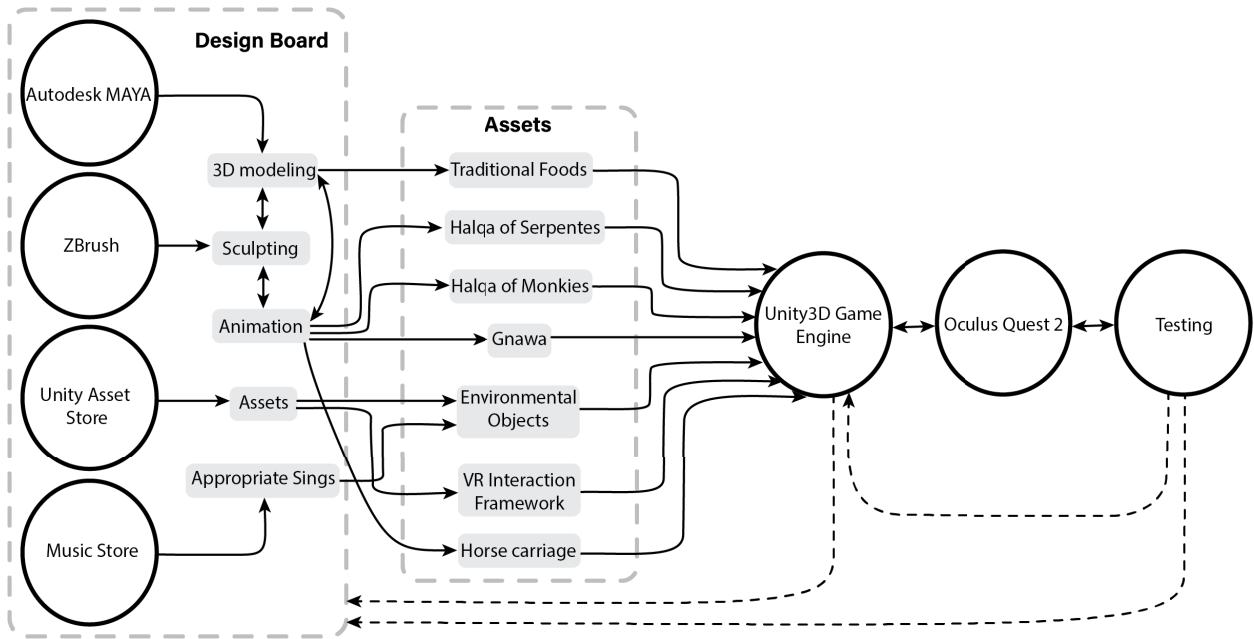 Design Board
Autodesk MAYA
3D modeling
ZBrush
Sculpting
Animation
Unity Asset
Store
Assets
Appropriate Sings
Music Store
Assets
Traditional Foods
Halqa of Serpentes
Halqa of Monkies
Gnawa
Environmental
Objects
VR Interaction
Framework
Horse carriage
Unity3D Game
Engine
Oculus Quest 2
Testing